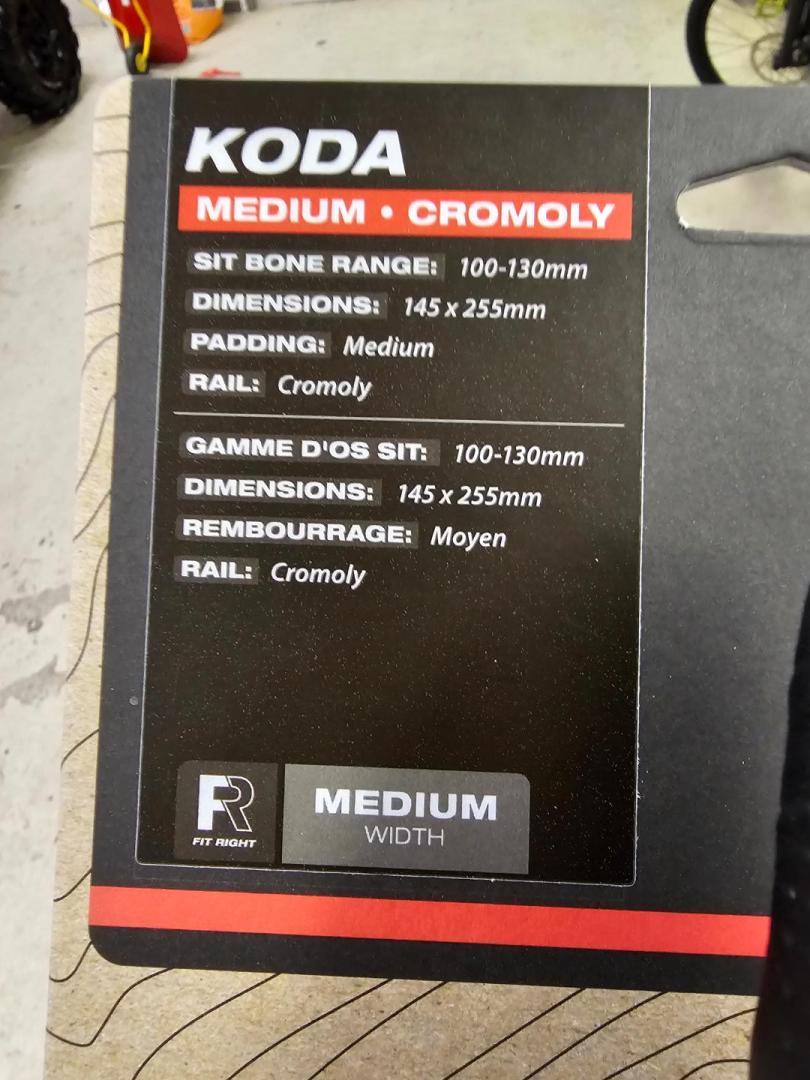 KODA
MEDIUM • CROMOLY
SIT BONE RANGE: 100-130mm
DIMENSIONS: 145 x 255mm
PADDING: Medium
RAIL: Cromoly
GAMME D'OS SIT: 100-130mm
DIMENSIONS: 145 x 255mm
REMBOURRAGE: Moyen
RAIL: Cromoly
FR
FIT RIGHT
MEDIUM
WIDTH